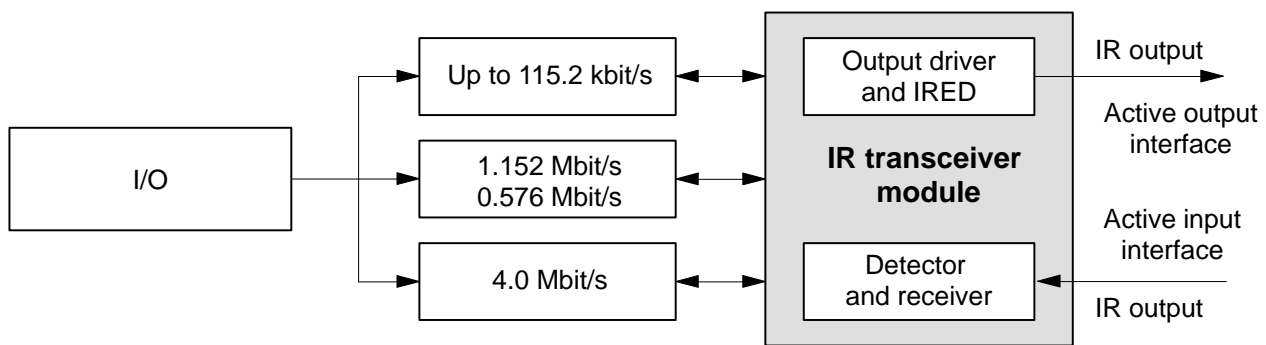 I/O
Up to 115.2 kbit/s
1.152 Mbit/s
0.576 Mbit/s
4.0 Mbit/s
Output driver
and IRED
IR transceiver
module
Detector
and receiver
IR output
Active output
interface
Active input
interface
IR output